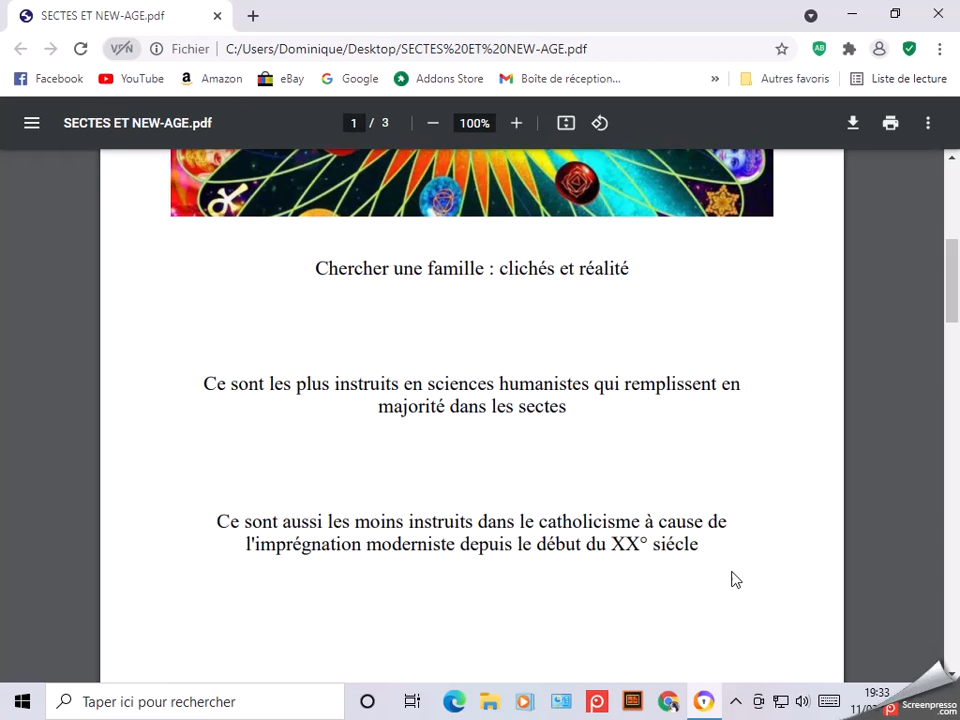 SECTES ET NEW-AGE.pdf
VPN
Fichier
C:/Users/Dominique/Desktop/SECTES%20ET%20NEW-AGE.pdf
AB
Facebook
YouTube
Amazon
eBay
Google
Addons Store
Boîte de réception...
»
Autres favoris
Liste de lecture
SECTES ET NEW-AGE.pdf
1 / 3
100%
Chercher une famille : clichés et réalité
Ce sont les plus instruits en sciences humanistes qui remplissent en
majorité dans les sectes
Ce sont aussi les moins instruits dans le catholicisme à cause de
l'imprégnation moderniste depuis le début du XX° siécle
Taper ici pour rechercher
19:33
Screenpresso
.com